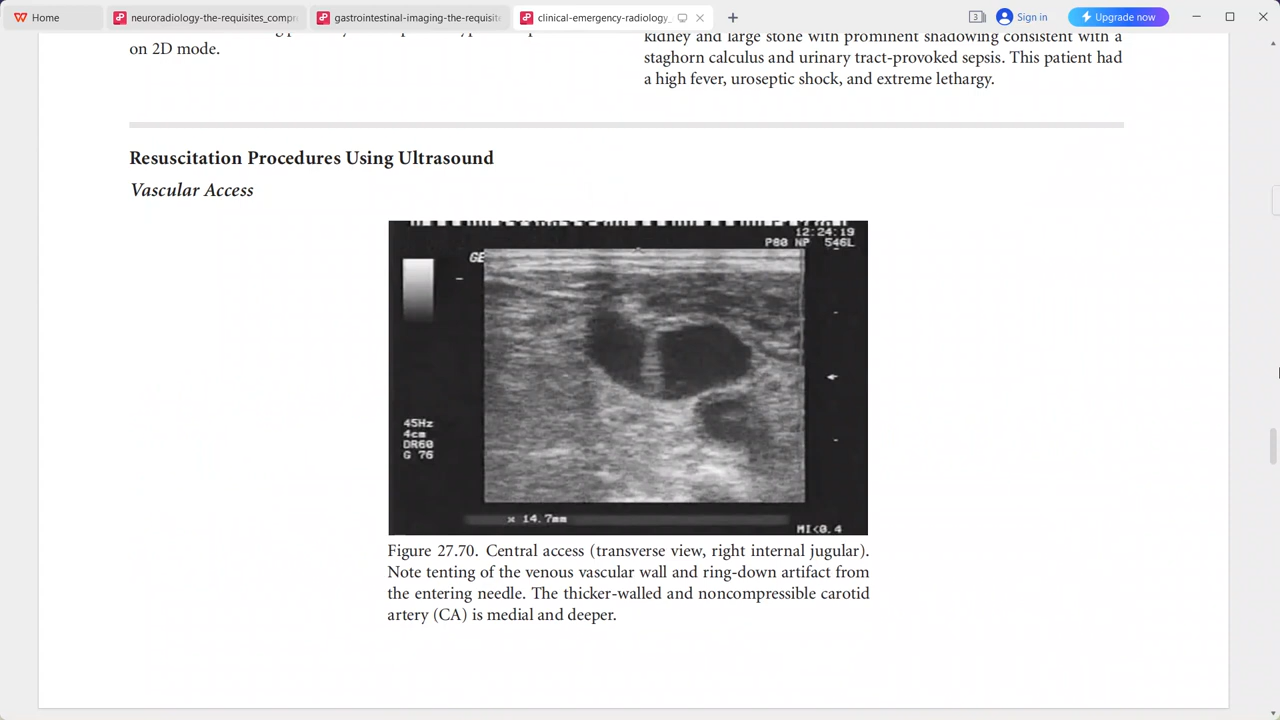 Home
neuroradiology-the-requisites_compr
gastrointestinal-imaging-the-requisite
clinical-emergency-radiology_
3
Sign in
Upgrade now
on 2D mode.
kidney and large stone with prominent shadowing consistent with a
staghorn calculus and urinary tract-provoked sepsis. This patient had
a high fever, uroseptic shock, and extreme lethargy.
Resuscitation Procedures Using Ultrasound
Vascular Access
12:24:19
P80 NP 546L
GE
45Hz
4cm
DR60
G 76
x 14.7mm
MI<0.4
Figure 27.70. Central access (transverse view, right internal jugular).
Note tenting of the venous vascular wall and ring-down artifact from
the entering needle. The thicker-walled and noncompressible carotid
artery (CA) is medial and deeper.